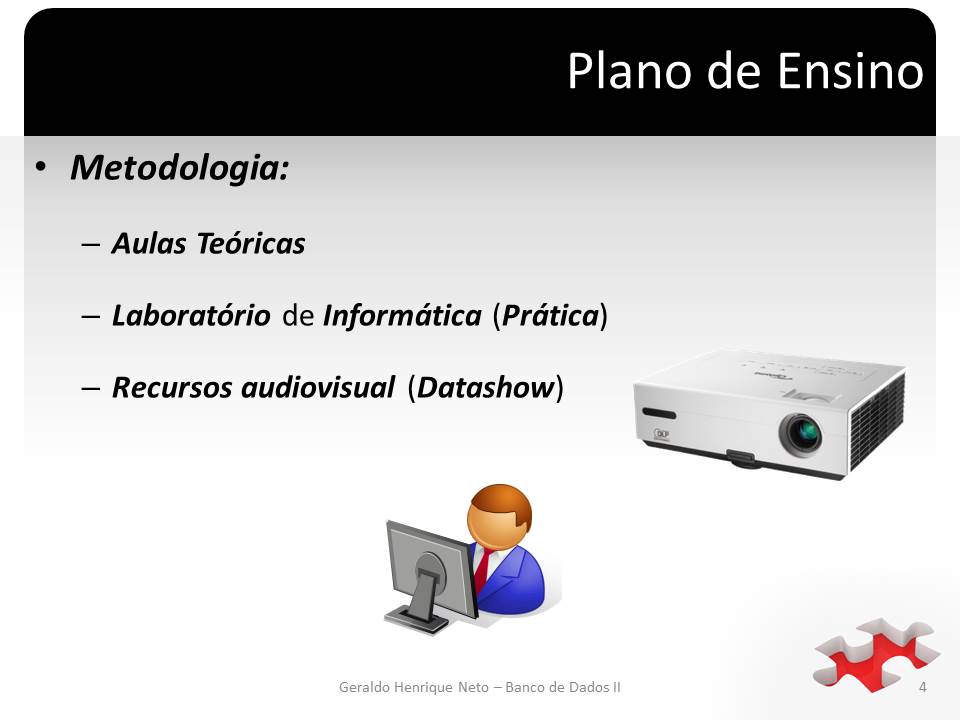 Plano de Ensino
• Metodologia:
– Aulas Teóricas
– Laboratório de Informática (Prática)
– Recursos audiovisual (Datashow)
Geraldo Henrique Neto – Banco de Dados II
4